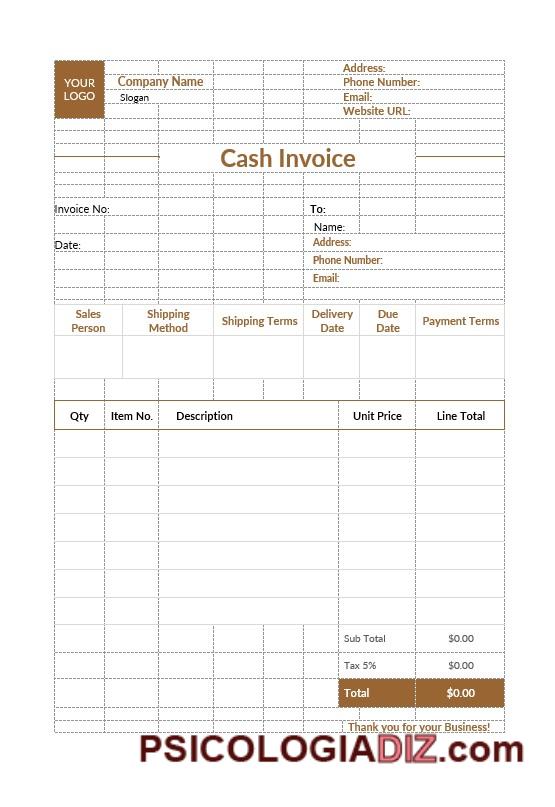 YOUR
LOGO
Company Name
Slogan
Address:
Phone Number:
Email:
Website URL:
Cash Invoice
Invoice No:
Date:
To:
Name:
Address:
Phone Number:
Email:
Sales Person Shipping Method Shipping Terms Delivery Date Due Date Payment Terms
Qty Item No. Description Unit Price Line Total
Sub Total $0.00
Tax 5% $0.00
Total $0.00
Thank you for your Business!
PSICOLOGIADIZ.com